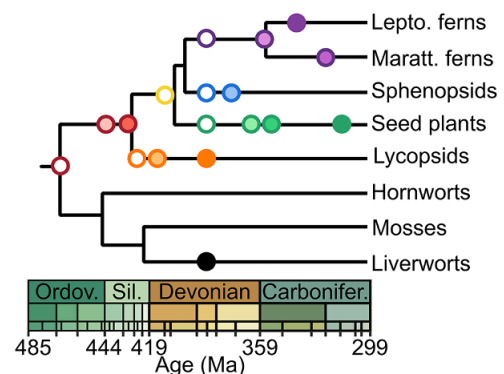 Lepto. ferns
Maratt. ferns
Sphenopsids
Seed plants
Lycopsids
Hornworts
Mosses
Liverworts
Ordov. Sil. Devonian Carbonifer.
485 444 419 359 299
Age (Ma)